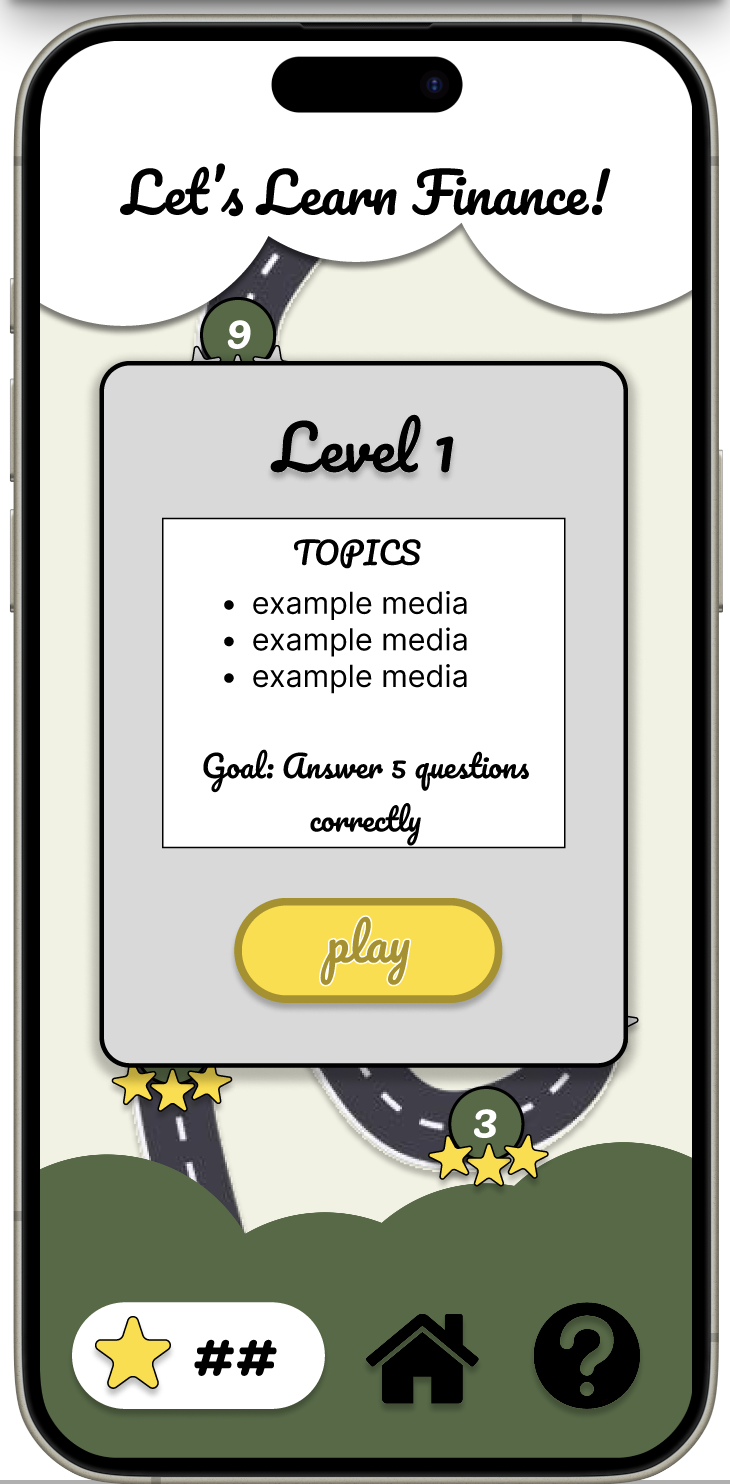 Let's Learn Finance!
9
Level 1
TOPICS
• example media
• example media
• example media
Goal: Answer 5 questions
correctly
play
3
##
?